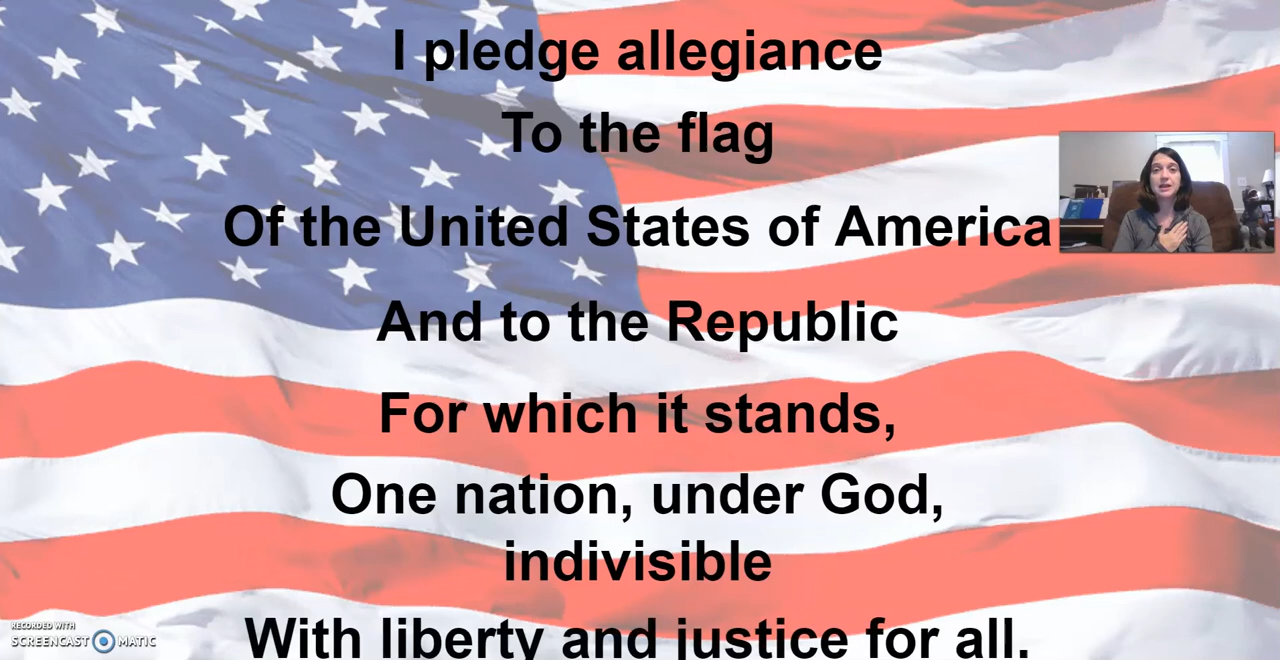 I pledge allegiance
To the flag
Of the United States of America
And to the Republic
For which it stands,
One nation, under God,
indivisible
With liberty and justice for all.
RECORDED WITH
SCREENCAST MATIC